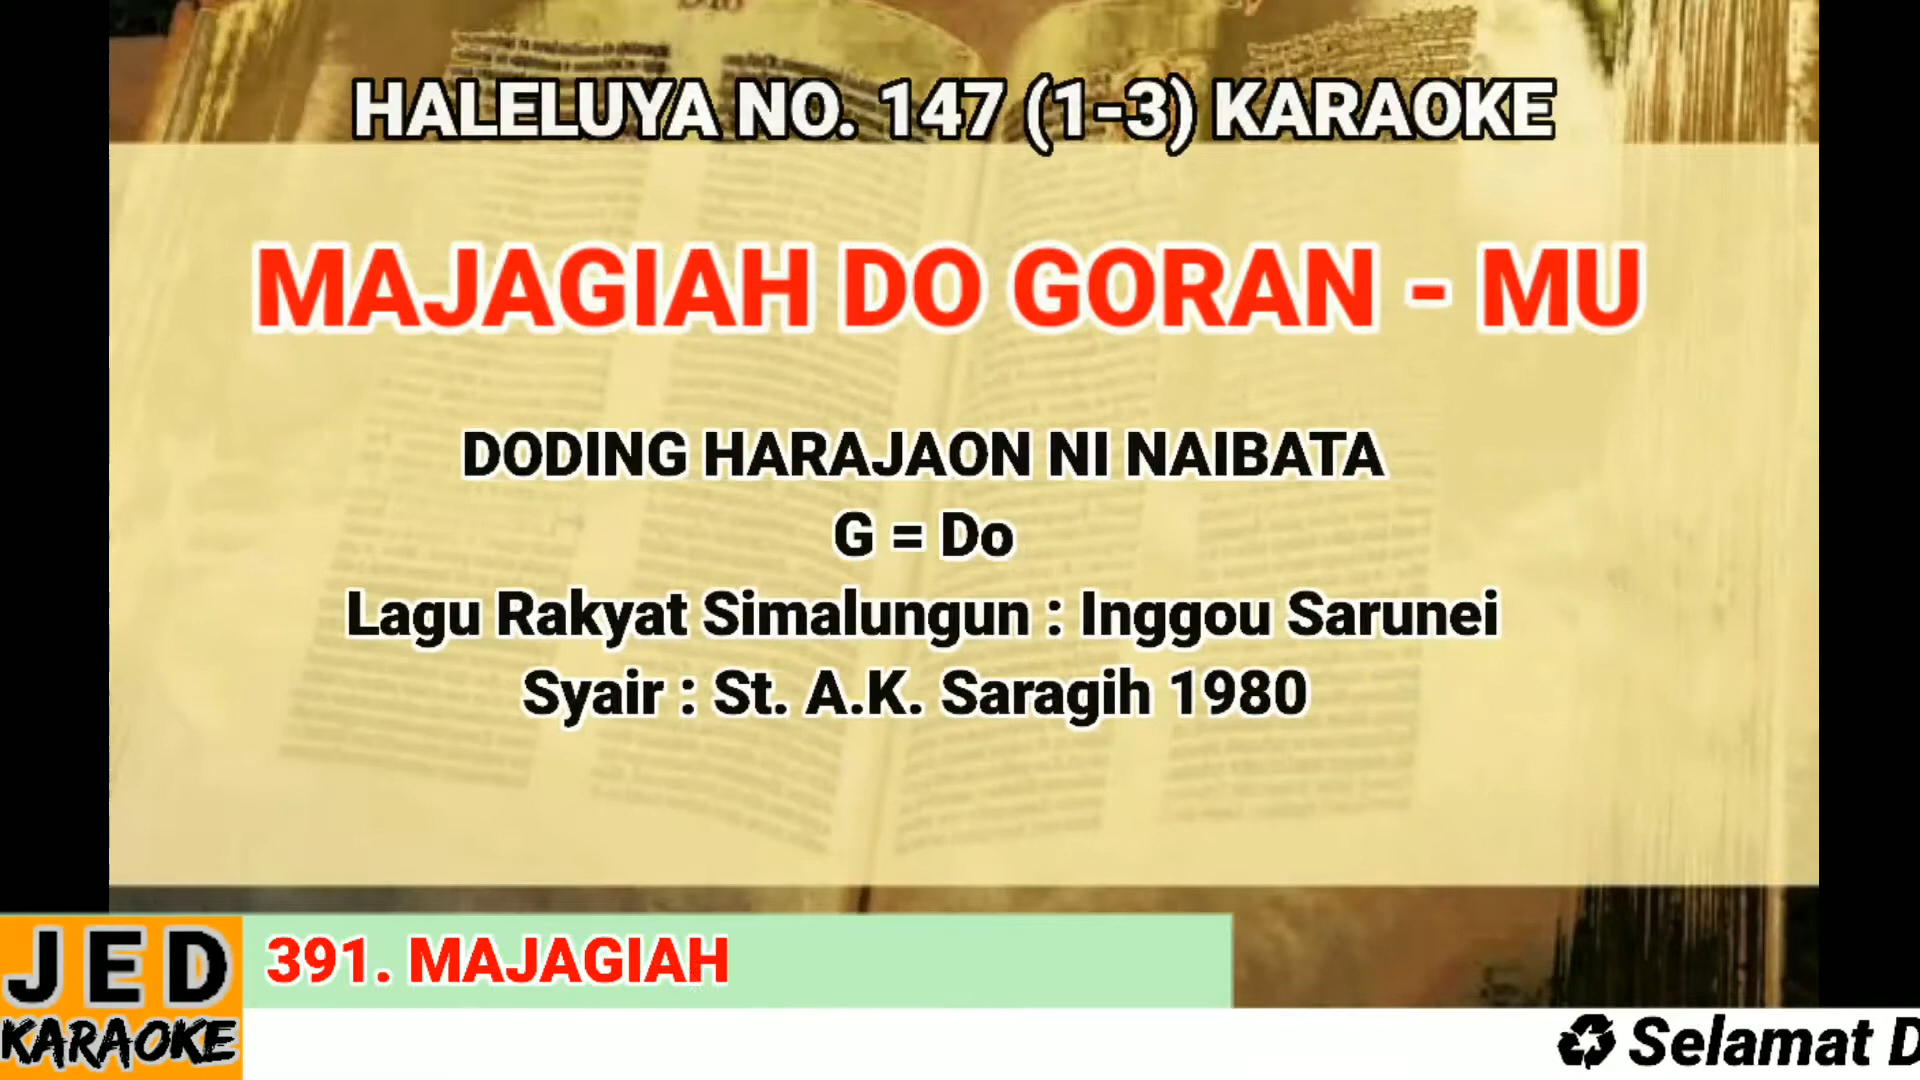 HALELUYA NO. 147 (1-3) KARAOKE
MAJAGIAH DO GORAN - MU
DODING HARAJAON NI NAIBATA
G = Do
Lagu Rakyat Simalungun : Inggou Sarunei
Syair : St. A.K. Saragih 1980
JED
KARAOKE
391. MAJAGIAH
♻ Selamat D